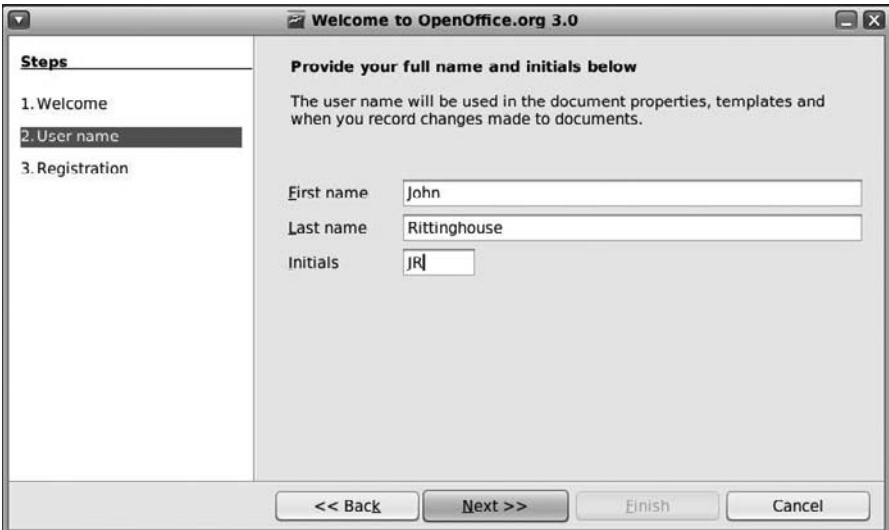 Welcome to OpenOffice.org 3.0
Steps
1. Welcome
2. User name
3. Registration
Provide your full name and initials below
The user name will be used in the document properties, templates and
when you record changes made to documents.
First name John
Last name Rittinghouse
Initials JR
<< Back Next >> Finish Cancel